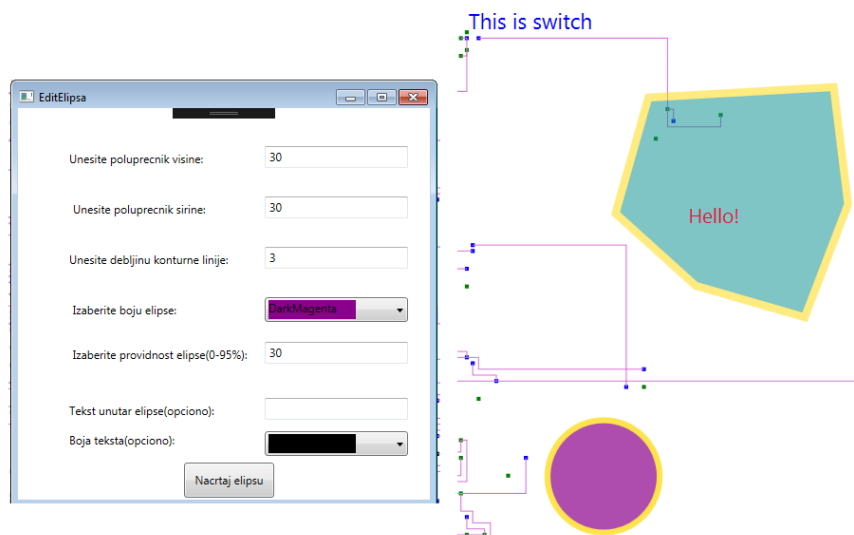 This is switch
EditElipsa
Unesite poluprecnik visine:
30
Unesite poluprecnik sirine:
30
Unesite debljinu konturne linije:
3
Izaberite boju elipse:
DarkMagenta
Izaberite providnost elipse(0-95%):
30
Tekst unutar elipse(opciono):
Boja teksta(opciono):
Nacrtaj elipsu
Hello!